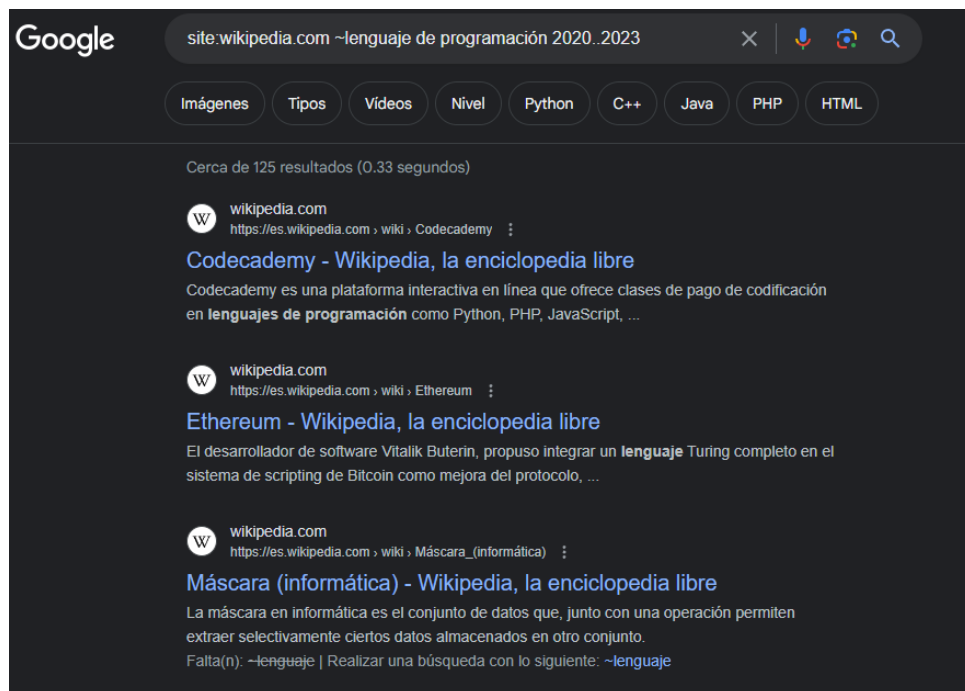 Google
site:wikipedia.com ~lenguaje de programación 2020..2023
Imágenes
Tipos
Vídeos
Nivel
Python
C++
Java
PHP
HTML
Cerca de 125 resultados (0.33 segundos)
W
wikipedia.com
https://es.wikipedia.com › wiki › Codecademy
Codecademy - Wikipedia, la enciclopedia libre
Codecademy es una plataforma interactiva en línea que ofrece clases de pago de codificación
en lenguajes de programación como Python, PHP, JavaScript, ...
W
wikipedia.com
https://es.wikipedia.com › wiki › Ethereum
Ethereum - Wikipedia, la enciclopedia libre
El desarrollador de software Vitalik Buterin, propuso integrar un lenguaje Turing completo en el
sistema de scripting de Bitcoin como mejora del protocolo, ...
W
wikipedia.com
https://es.wikipedia.com › wiki › Máscara_(informática)
Máscara (informática) - Wikipedia, la enciclopedia libre
La máscara en informática es el conjunto de datos que, junto con una operación permiten
extraer selectivamente ciertos datos almacenados en otro conjunto.
Falta(n): ~lenguaje | Realizar una búsqueda con lo siguiente: ~lenguaje